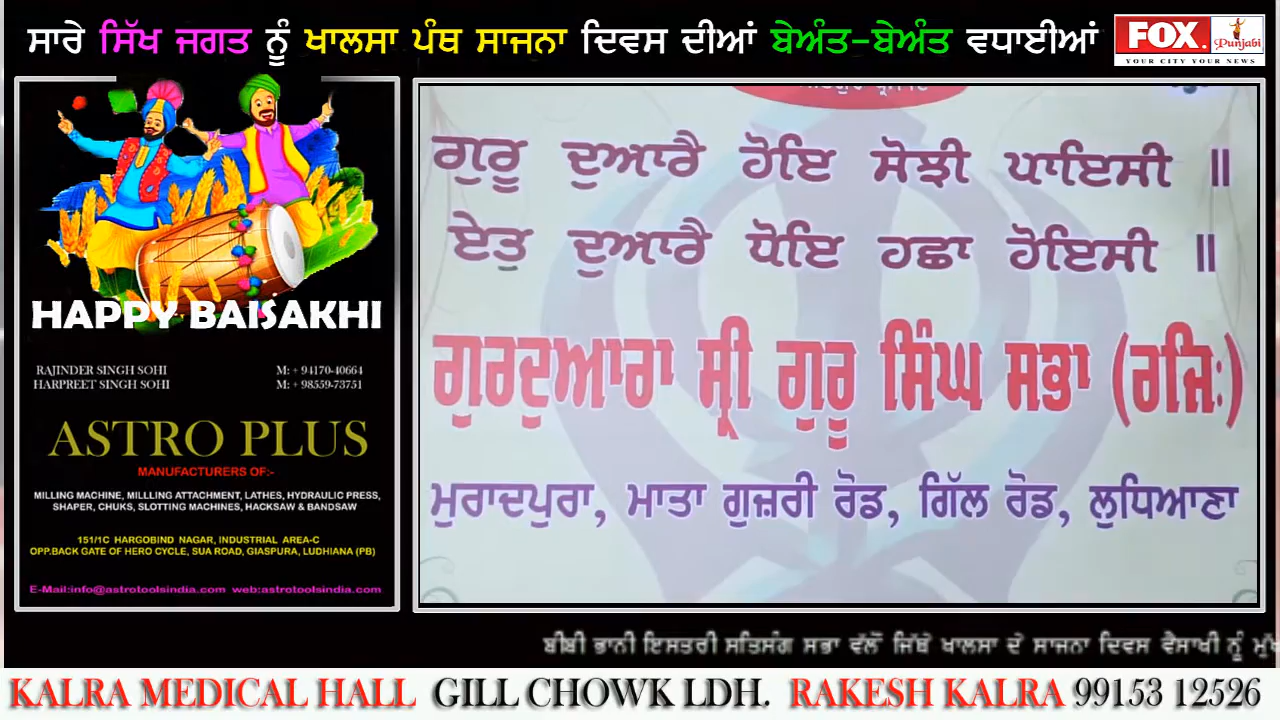 ਸਾਰੇ ਸਿੱਖ ਜਗਤ ਨੂੰ ਖਾਲਸਾ ਪੰਥ ਸਾਜਨਾ ਦਿਵਸ ਦੀਆਂ ਬੇਅੰਤ-ਬੇਅੰਤ ਵਧਾਈਆਂ
FOX. Punjabi
YOUR CITY YOUR NEWS
HAPPY BAISAKHI
RAJINDER SINGH SOHI M: + 94170-40664
HARPREET SINGH SOHI M: + 98559-73751
ASTRO PLUS
MANUFACTURERS OF:-
MILLING MACHINE, MILLLING ATTACHMENT, LATHES, HYDRAULIC PRESS,
SHAPER, CHUKS, SLOTTING MACHINES, HACKSAW & BANDSAW
151/1C HARGOBIND NAGAR, INDUSTRIAL AREA-C
OPP.BACK GATE OF HERO CYCLE, SUA ROAD, GIASPURA, LUDHIANA (PB)
E-Mail:info@astrotoolsindia.com web:astrotoolsindia.com
ਗੁਰੂ ਦੁਆਰੈ ਹੋਇ ਸੋਝੀ ਪਾਇਸੀ ॥
ਏਤੁ ਦੁਆਰੈ ਧੋਇ ਹਛਾ ਹੋਇਸੀ ॥
ਗੁਰਦੁਆਰਾ ਸ੍ਰੀ ਗੁਰੂ ਸਿੰਘ ਸਭਾ (ਰਜਿ:)
ਮੁਰਾਦਪੁਰਾ, ਮਾਤਾ ਗੁਜ਼ਰੀ ਰੋਡ, ਗਿੱਲ ਰੋਡ, ਲੁਧਿਆਣਾ
ਬੀਬੀ ਭਾਨੀ ਇਸਤਰੀ ਸਤਿਸੰਗ ਸਭਾ ਵੱਲੋਂ ਜਿੱਥੇ ਖਾਲਸਾ ਦੇ ਸਾਜਨਾ ਦਿਵਸ ਵੈਸਾਖੀ ਨੂੰ
KALRA MEDICAL HALL GILL CHOWK LDH. RAKESH KALRA 99153 12526